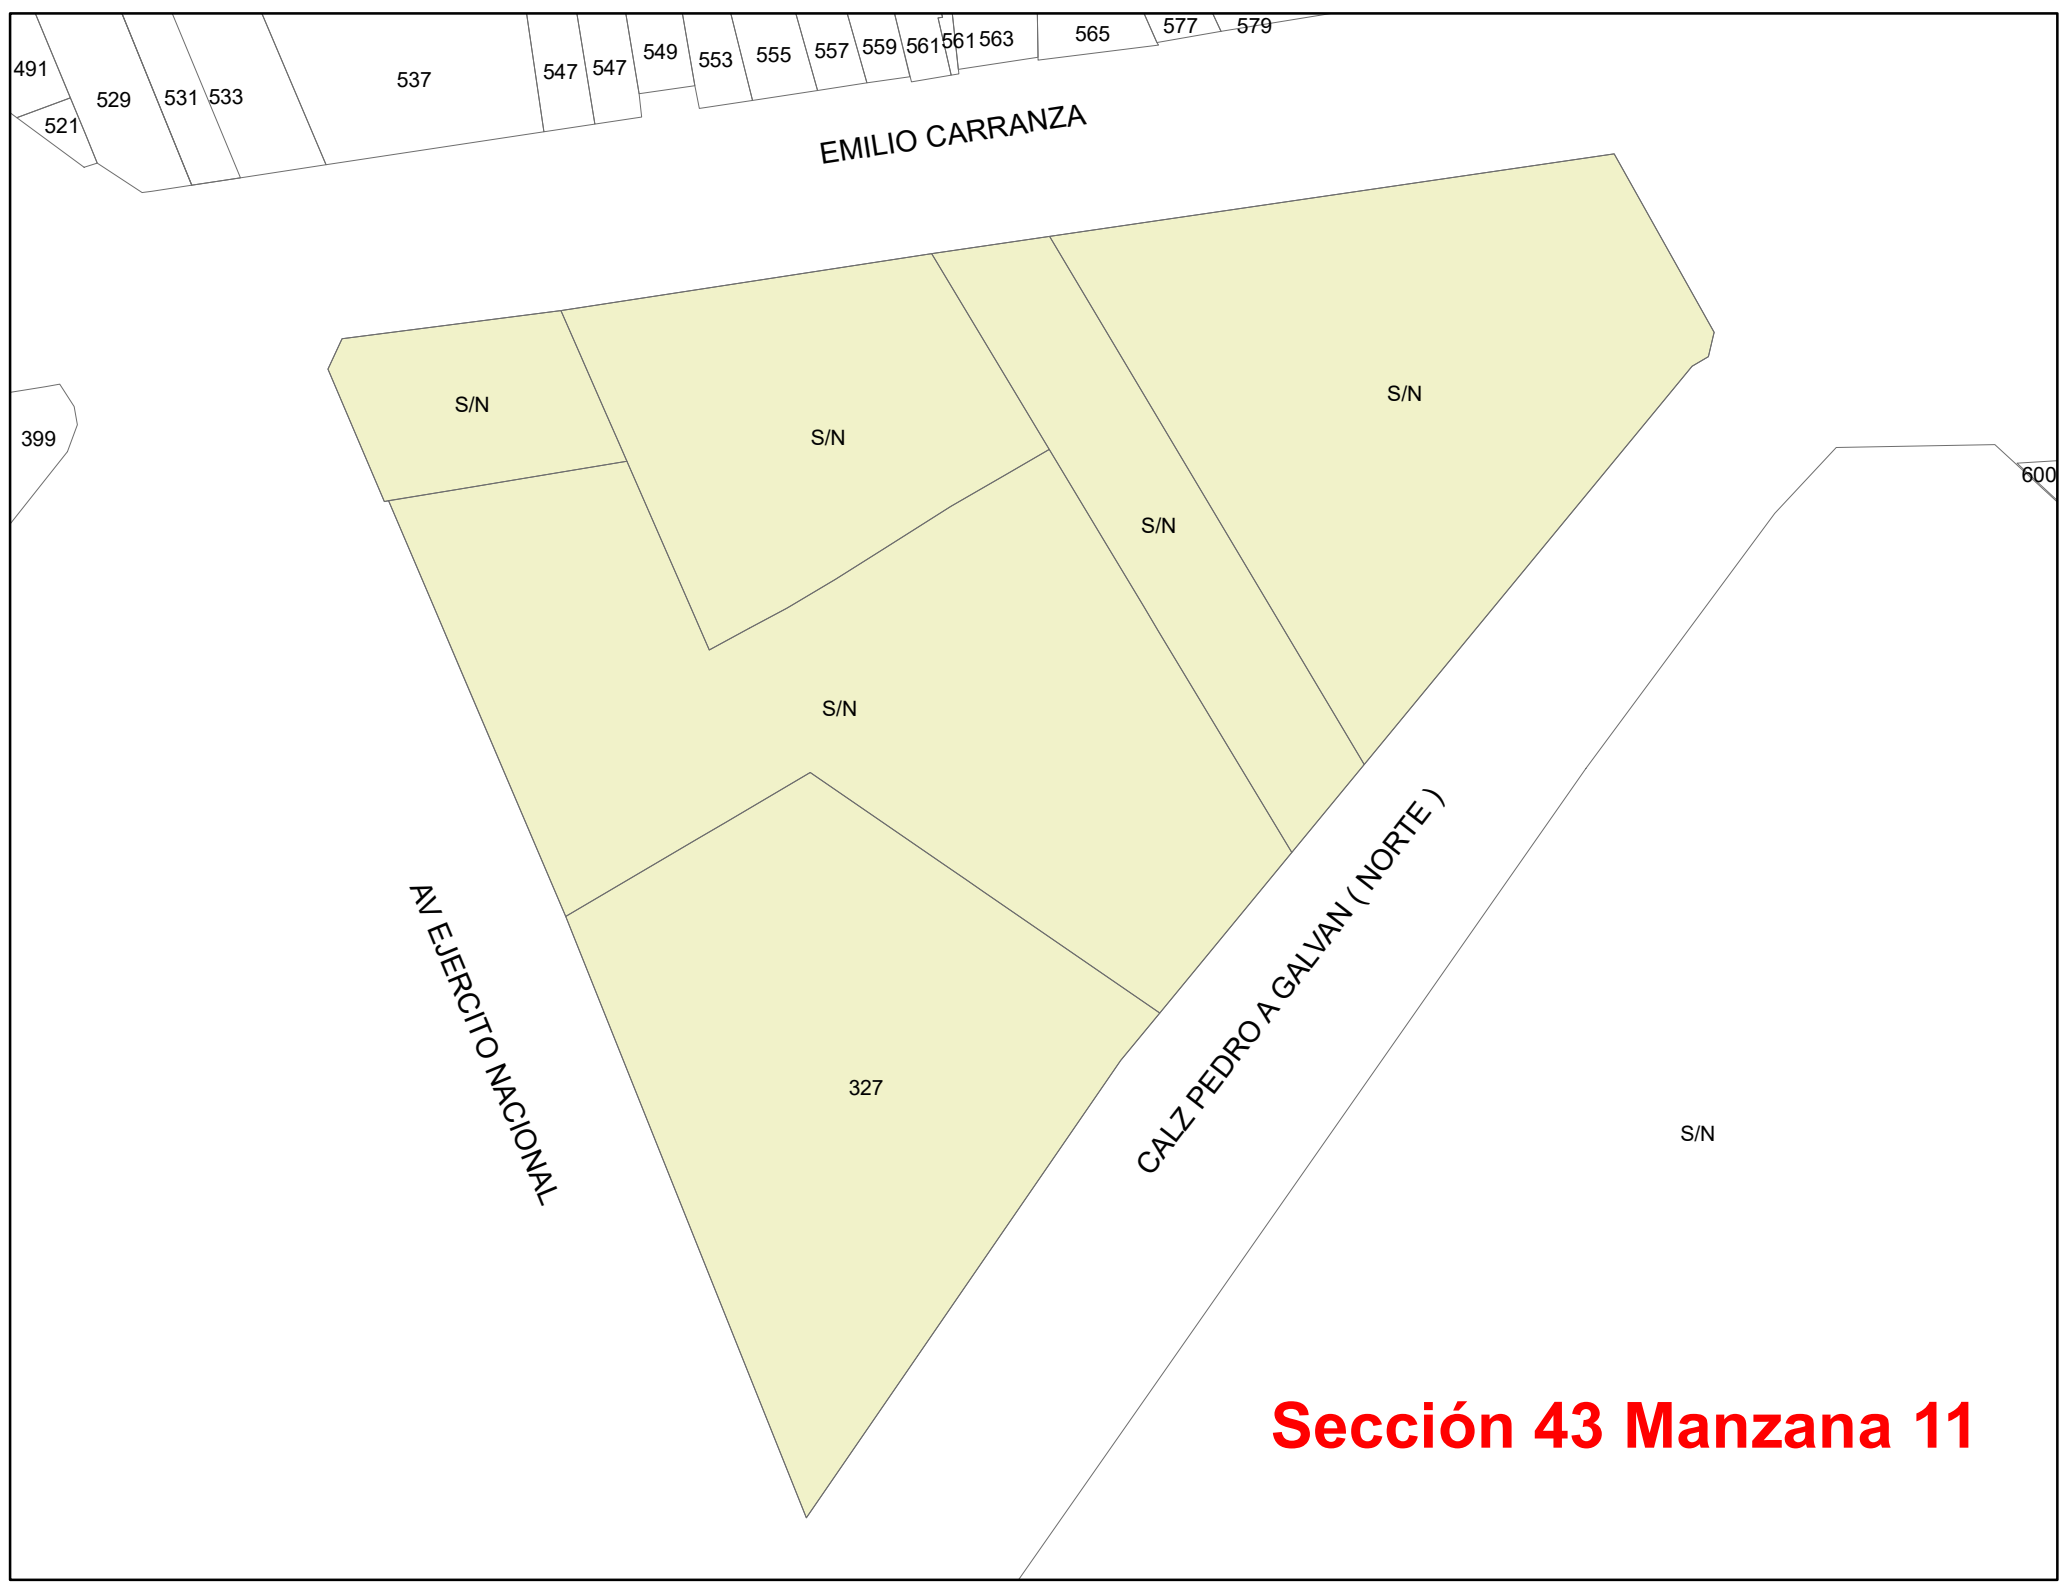 491
521
529
531
533
537
547
547
549
553
555
557
559
561
561
563
565
577
579
EMILIO CARRANZA
399
S/N
S/N
S/N
S/N
600
S/N
327
AV EJERCITO NACIONAL
CALZ PEDRO A GALVAN ( NORTE )
S/N
Sección 43 Manzana 11